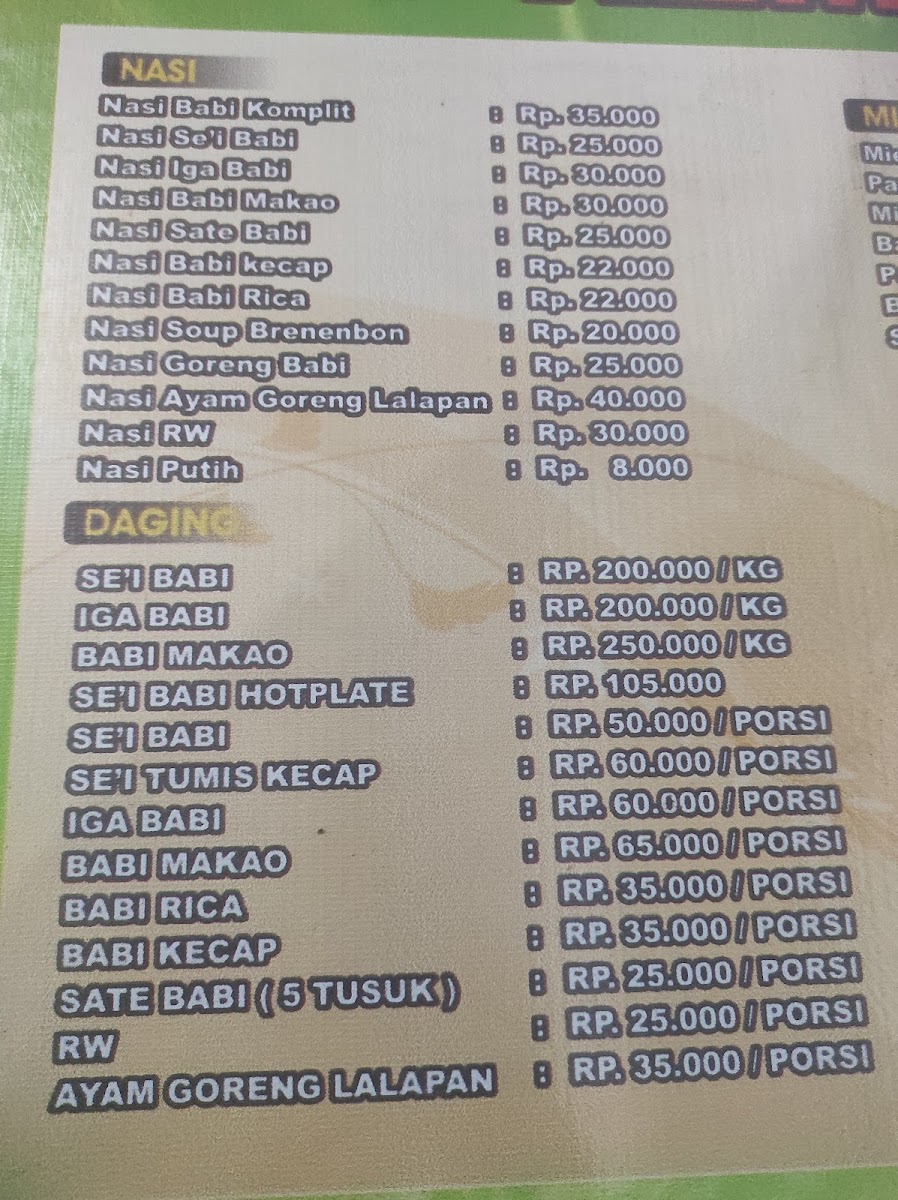 NASI
Nasi Babi Komplit : Rp. 35.000
Nasi Se'i Babi : Rp. 25.000
Nasi Iga Babi : Rp. 30.000
Nasi Babi Makao : Rp. 30.000
Nasi Sate Babi : Rp. 25.000
Nasi Babi kecap : Rp. 22.000
Nasi Babi Rica : Rp. 22.000
Nasi Soup Brenenbon : Rp. 20.000
Nasi Goreng Babi : Rp. 25.000
Nasi Ayam Goreng Lalapan : Rp. 40.000
Nasi RW : Rp. 30.000
Nasi Putih : Rp. 8.000
DAGING
SE'I BABI : RP. 200.000 / KG
IGA BABI : RP. 200.000 / KG
BABI MAKAO : RP. 250.000 / KG
SE'I BABI HOTPLATE : RP. 105.000
SE'I BABI : RP. 50.000 / PORSI
SE'I TUMIS KECAP : RP. 60.000 / PORSI
IGA BABI : RP. 60.000 / PORSI
BABI MAKAO : RP. 65.000 / PORSI
BABI RICA : RP. 35.000 / PORSI
BABI KECAP : RP. 35.000 / PORSI
SATE BABI ( 5 TUSUK ) : RP. 25.000 / PORSI
RW : RP. 25.000 / PORSI
AYAM GORENG LALAPAN : RP. 35.000 / PORSI